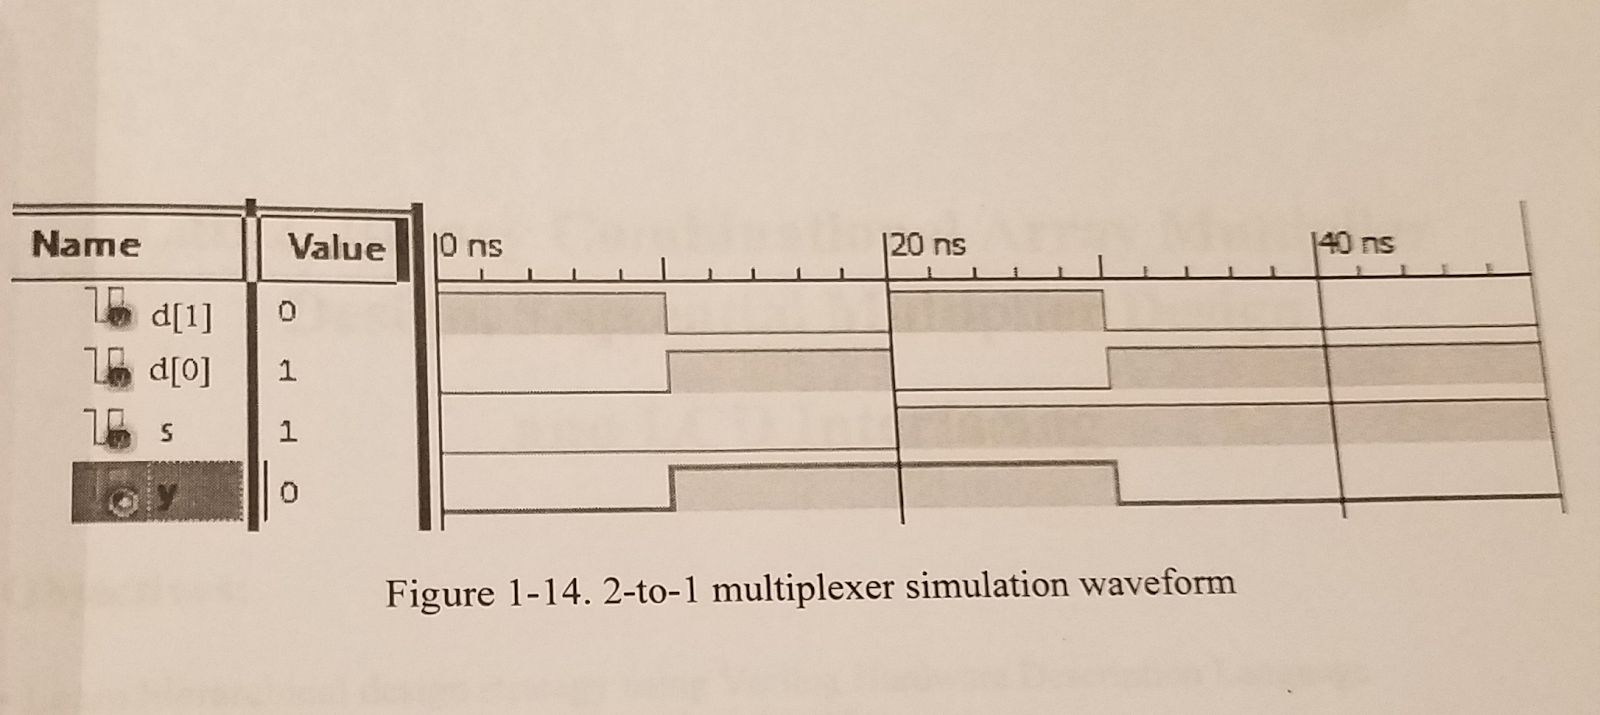 Name Value 0 ns 20 ns 40 ns
d[1] 0
d[0] 1
s 1
y 0
Figure 1-14. 2-to-1 multiplexer simulation waveform